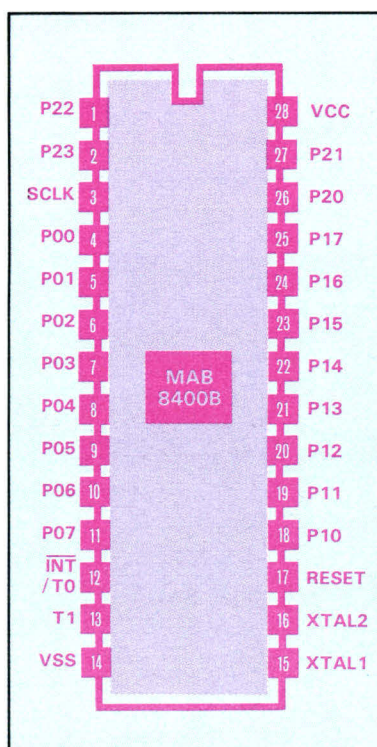 P22 1 28 VCC
P23 2 27 P21
SCLK 3 26 P20
P00 4 25 P17
P01 5 24 P16
P02 6 23 P15
P03 7 22 P14
MAB
8400B
P04 8 21 P13
P05 9 20 P12
P06 10 19 P11
P07 11 18 P10
INT
/T0 12 17 RESET
T1 13 16 XTAL2
VSS 14 15 XTAL1